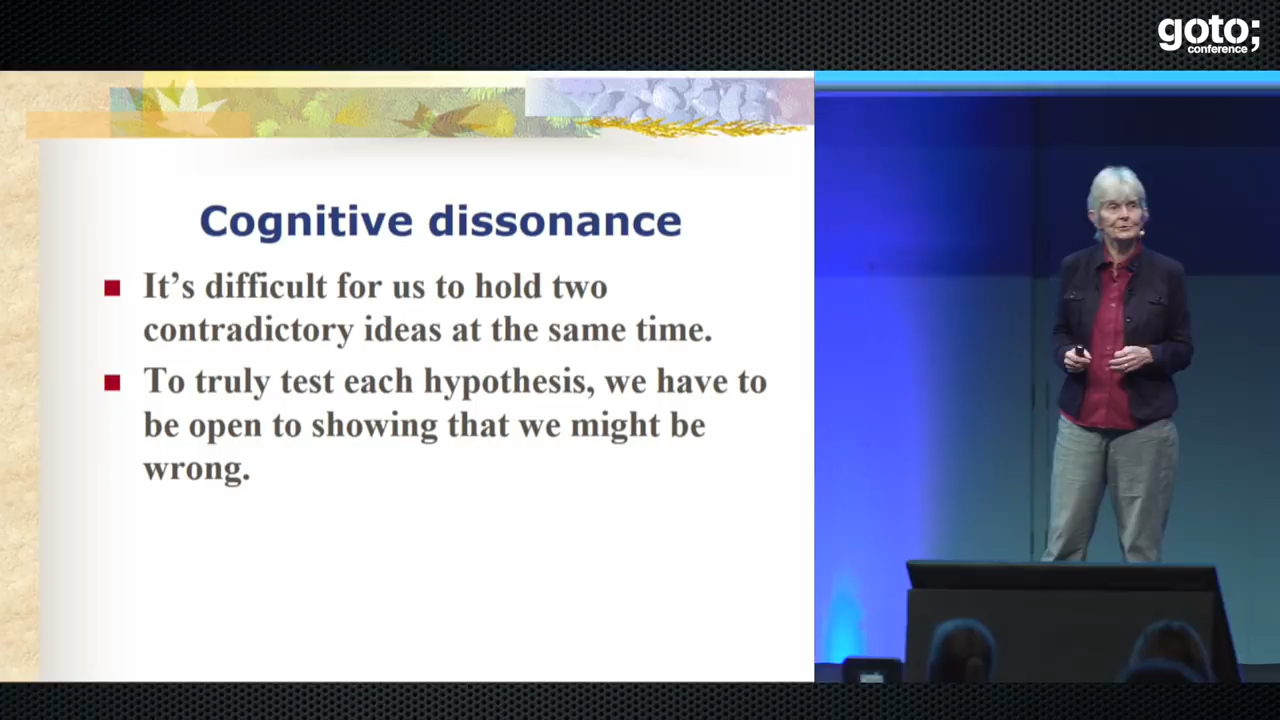 goto;
conference
Cognitive dissonance
It’s difficult for us to hold two
contradictory ideas at the same time.
To truly test each hypothesis, we have to
be open to showing that we might be
wrong.